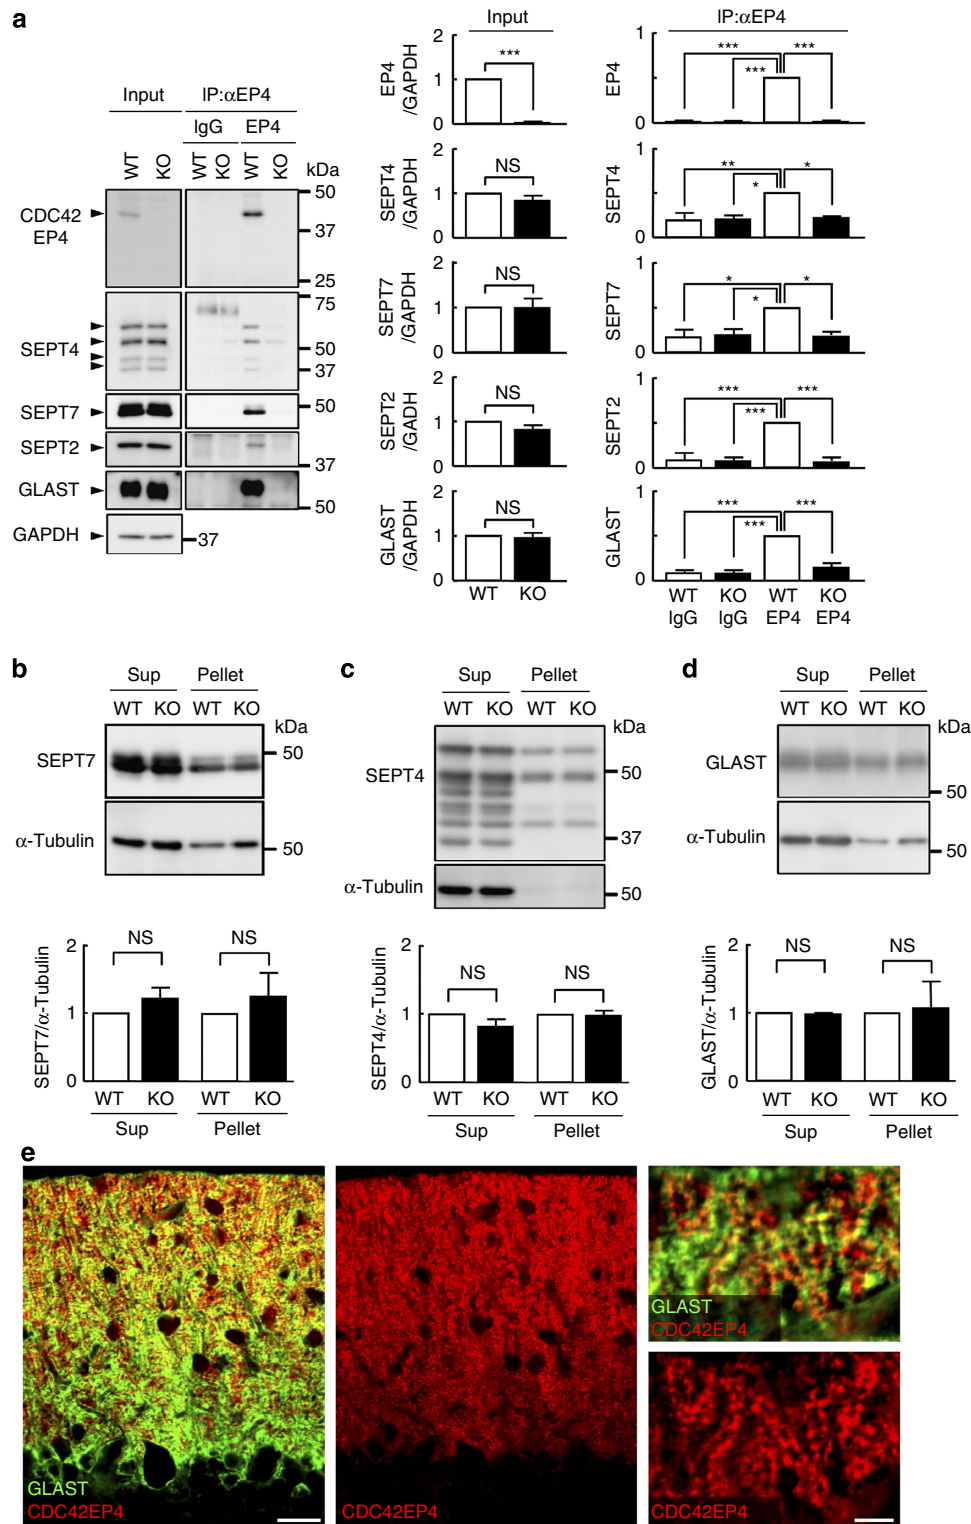 a
Input
IP:αEP4
IgG
EP4
WT
KO
WT
KO
WT
KO
kDa
CDC42
EP4
50
37
25
SEPT4
75
50
37
SEPT7
50
SEPT2
37
GLAST
50
GAPDH
37
Input
EP4
/GAPDH
2
1
0
***
SEPT4
/GAPDH
2
1
0
NS
SEPT7
/GAPDH
2
1
0
NS
SEPT2
/GADH
2
1
0
NS
GLAST
/GAPDH
2
1
0
NS
WT
KO
IP:αEP4
EP4
1
0
***
***
***
SEPT4
1
0
**
*
*
SEPT7
1
0
*
*
*
SEPT2
1
0
***
***
***
GLAST
1
0
***
***
***
WT KO WT KO
IgG IgG EP4 EP4
b
Sup
Pellet
WT KO WT KO
kDa
SEPT7
50
α-Tubulin
50
SEPT7/α-Tubulin
2
1
0
NS
NS
WT KO WT KO
Sup
Pellet
c
Sup
Pellet
WT KO WT KO
kDa
SEPT4
50
37
α-Tubulin
50
SEPT4/α-Tubulin
2
1
0
NS
NS
WT KO WT KO
Sup
Pellet
d
Sup
Pellet
WT KO WT KO
kDa
GLAST
50
α-Tubulin
50
GLAST/α-Tubulin
2
1
0
NS
NS
WT KO WT KO
Sup
Pellet
e
GLAST
CDC42EP4
CDC42EP4
GLAST
CDC42EP4
CDC42EP4